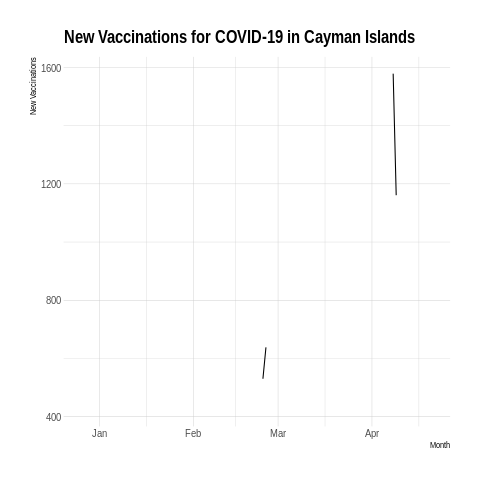 New Vaccinations for COVID-19 in Cayman Islands
New Vaccinations
1600
1200
800
400
Jan Feb Mar Apr
Month